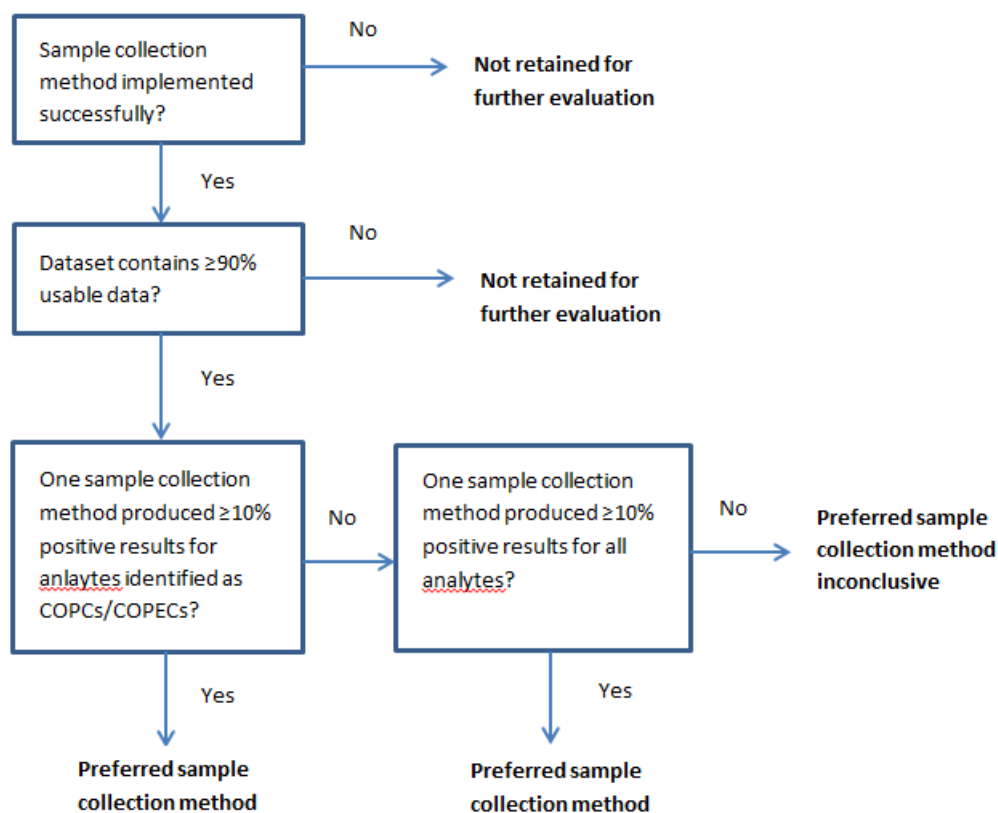 No
Sample collection
method implemented
successfully?
Not retained for
further evaluation
Yes
No
Dataset contains ≥90%
usable data?
Not retained for
further evaluation
Yes
One sample collection
method produced ≥10%
positive results for
anlaytes identified as
COPCs/COPECs?
No
One sample collection
method produced ≥10%
positive results for all
analytes?
No
Preferred sample
collection method
inconclusive
Yes
Yes
Preferred sample
collection method
Preferred sample
collection method